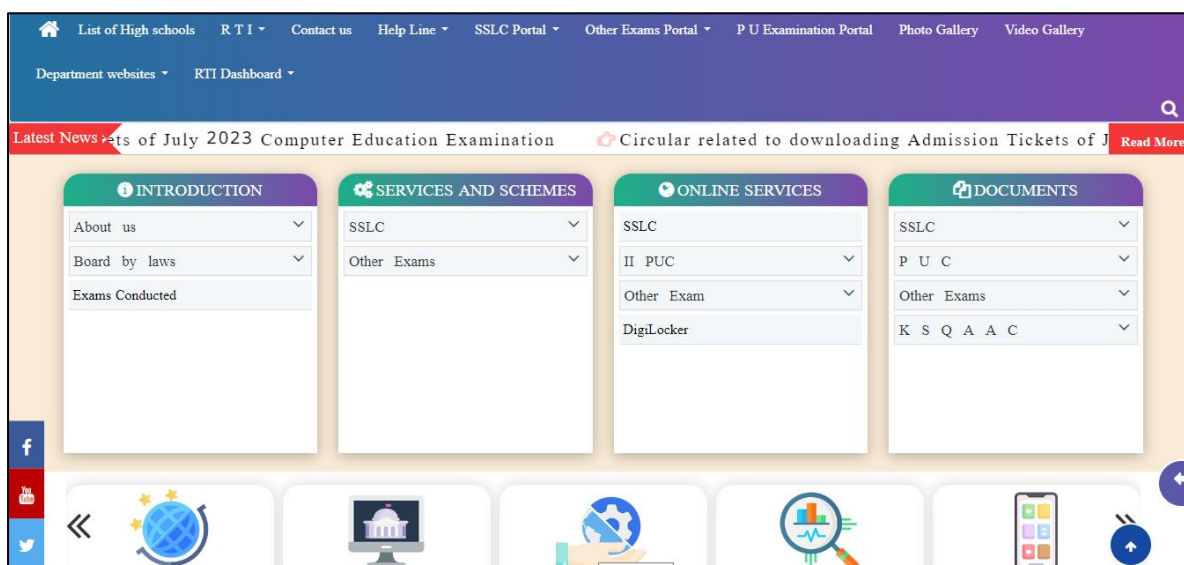 List of High schools R T I Contact us Help Line SSLC Portal Other Exams Portal P U Examination Portal Photo Gallery Video Gallery
Department websites RTI Dashboard
Latest News of July 2023 Computer Education Examination Circular related to downloading Admission Tickets of J Read More
INTRODUCTION
About us
Board by laws
Exams Conducted
SERVICES AND SCHEMES
SSLC
Other Exams
ONLINE SERVICES
SSLC
II PUC
Other Exam
DigiLocker
DOCUMENTS
SSLC
P U C
Other Exams
K S Q A A C
You
Tube